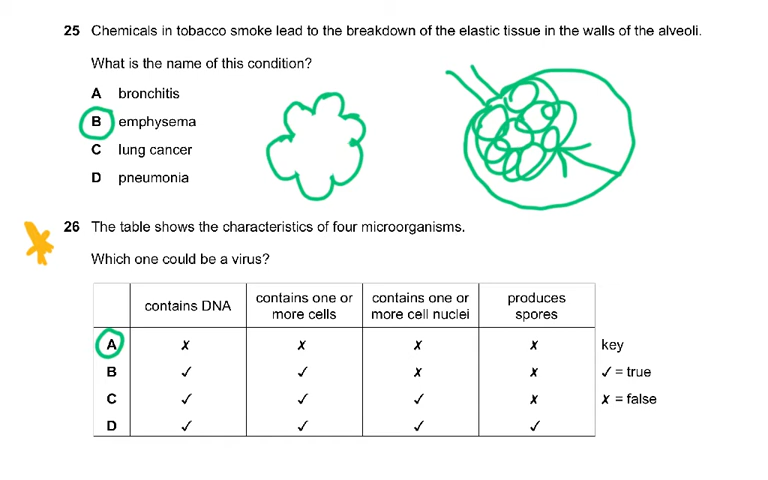 25 Chemicals in tobacco smoke lead to the breakdown of the elastic tissue in the walls of the alveoli.
What is the name of this condition?
A bronchitis
B emphysema
C lung cancer
D pneumonia
26 The table shows the characteristics of four microorganisms.
Which one could be a virus?
contains DNA | contains one or more cells | contains one or more cell nuclei | produces spores
A ✗ ✗ ✗ ✗ key
B ✓ ✓ ✗ ✗ ✓ = true
C ✓ ✓ ✓ ✗ ✗ = false
D ✓ ✓ ✓ ✓